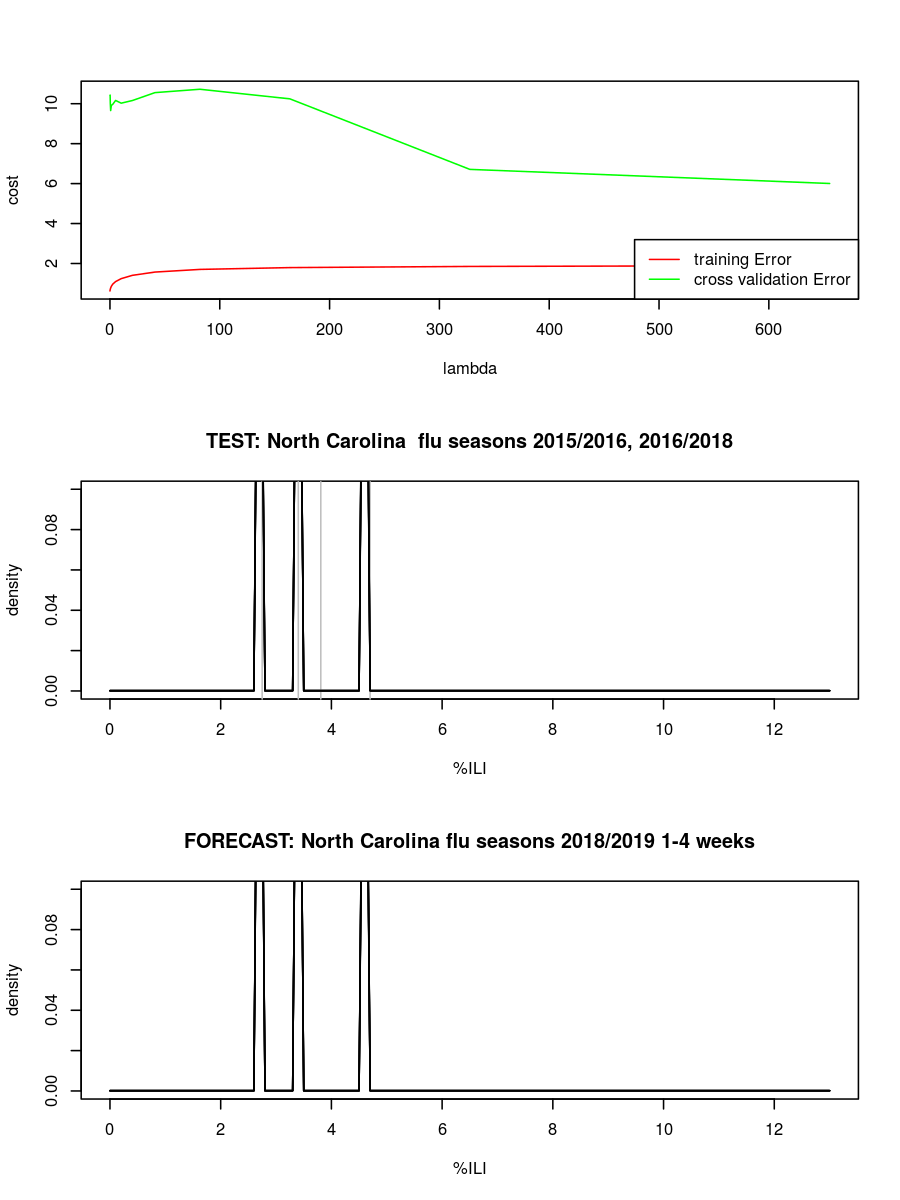 10
8
6
4
2
cost
training Error
cross validation Error
0 100 200 300 400 500 600
lambda
TEST: North Carolina  flu seasons 2015/2016, 2016/2018
0.08
0.04
0.00
density
0 2 4 6 8 10 12
%ILI
FORECAST: North Carolina flu seasons 2018/2019 1-4 weeks
0.08
0.04
0.00
density
0 2 4 6 8 10 12
%ILI